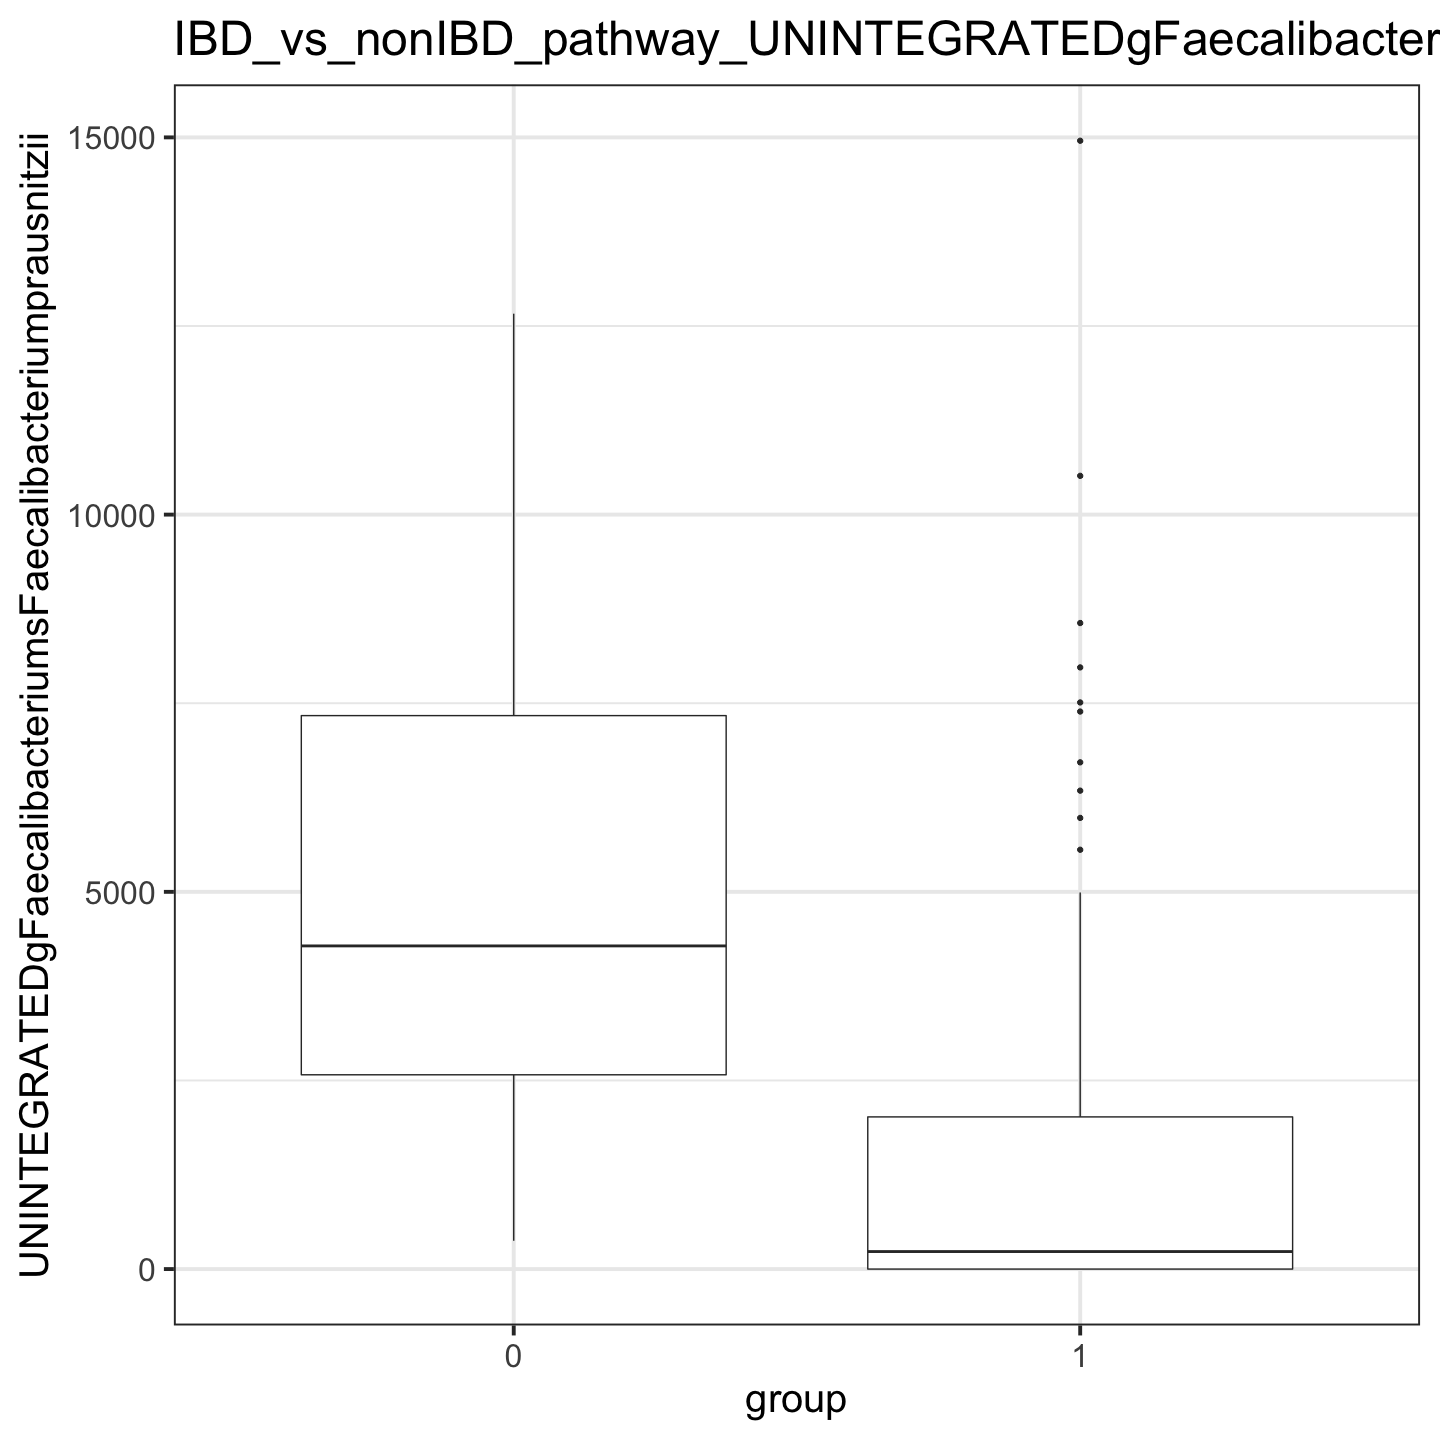 IBD_vs_nonIBD_pathway_UNINTEGRATEDgFaecalibacter
UNINTEGRATEDgFaecalibacteriumsFaecalibacteriumprausnitzii
15000
10000
5000
0
0
1
group